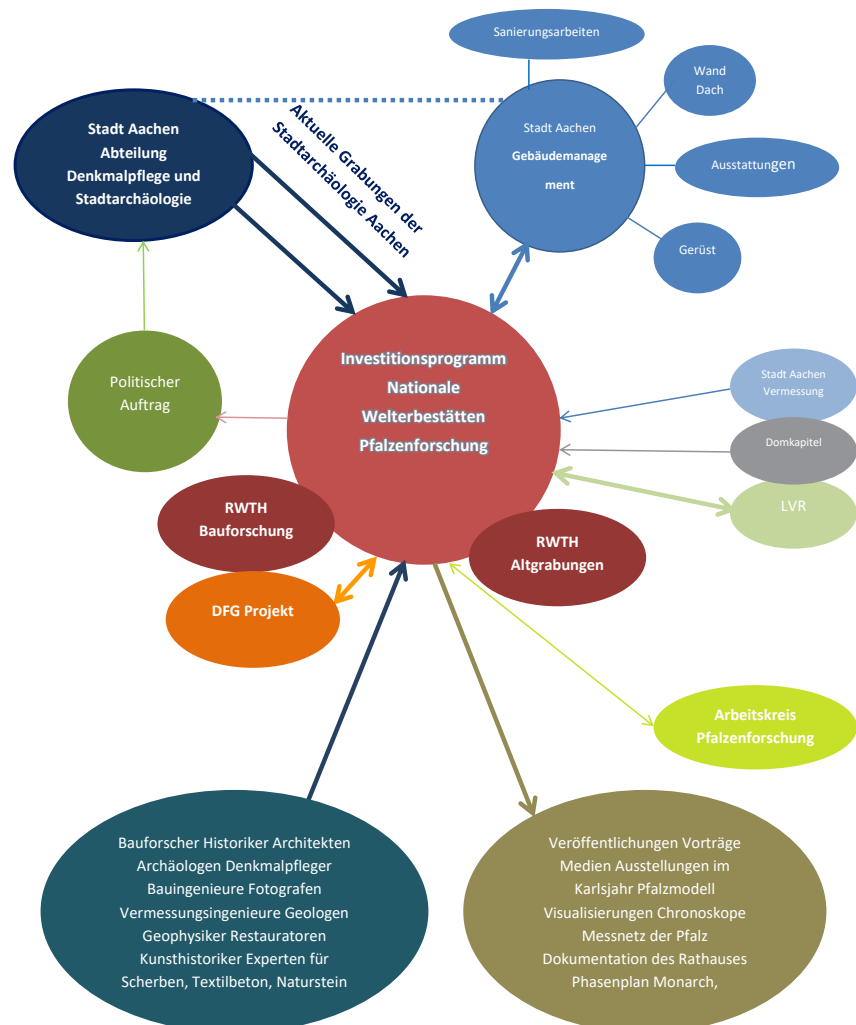 Sanierungsarbeiten
Wand
Dach
Stadt Aachen
Gebäudemanage
ment
Ausstattungen
Gerüst
Stadt Aachen
Abteilung
Denkmalpflege und
Stadtarchäologie
Aktuelle Grabungen der
Stadtarchäologie Aachen
Investitionsprogramm
Nationale
Welterbestätten
Pfalzenforschung
Politischer
Auftrag
Stadt Aachen
Vermessung
Domkapitel
LVR
RWTH
Bauforschung
RWTH
Altgrabungen
DFG Projekt
Arbeitskreis
Pfalzenforschung
Bauforscher Historiker Architekten
Archäologen Denkmalpfleger
Bauingenieure Fotografen
Vermessungsingenieure Geologen
Geophysiker Restauratoren
Kunsthistoriker Experten für
Scherben, Textilbeton, Naturstein
Veröffentlichungen Vorträge
Medien Ausstellungen im
Karlsjahr Pfalzmodell
Visualisierungen Chronoskope
Messnetz der Pfalz
Dokumentation des Rathauses
Phasenplan Monarch,